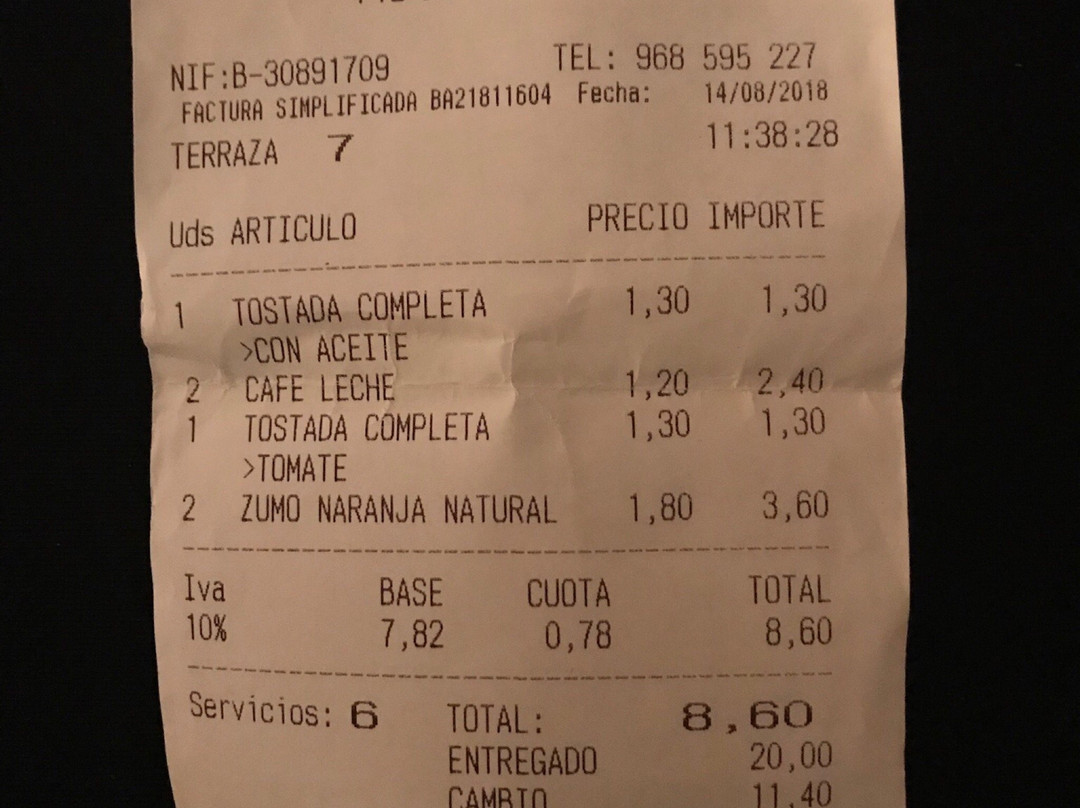 NIF:B-30891709 TEL: 968 595 227
FACTURA SIMPLIFICADA BA21811604 Fecha: 14/08/2018
TERRAZA 7 11:38:28
Uds ARTICULO PRECIO IMPORTE
1 TOSTADA COMPLETA 1,30 1,30
>CON ACEITE
2 CAFE LECHE 1,20 2,40
1 TOSTADA COMPLETA 1,30 1,30
>TOMATE
2 ZUMO NARANJA NATURAL 1,80 3,60
Iva BASE CUOTA TOTAL
10% 7,82 0,78 8,60
Servicios: 6 TOTAL: 8,60
ENTREGADO 20,00
CAMBIO 11,40